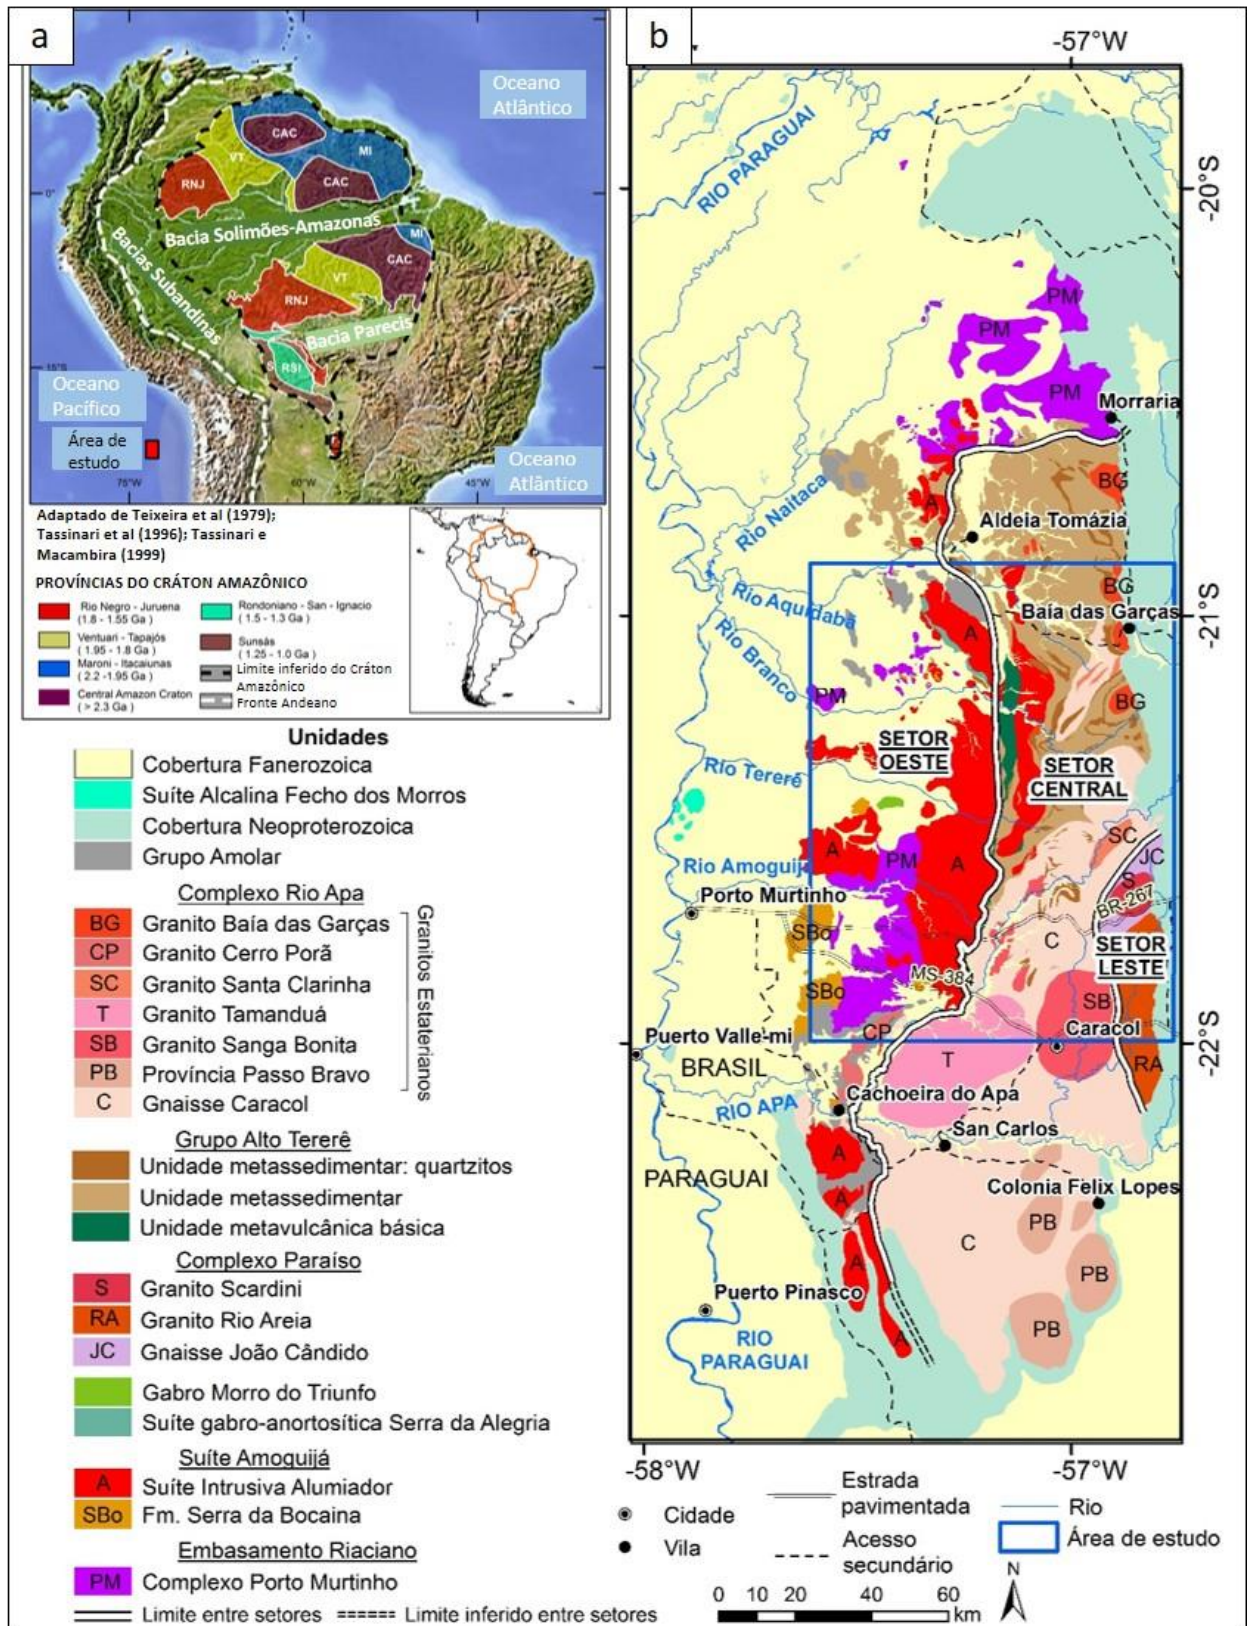 a
Oceano
Atlântico
CAC
VT
MI
RNJ
CAC
0°
Bacia Solimões-Amazonas
MI
CAC
VT
RNJ
Bacias Subandinas
Bacia Parecis
15°S
S
RSI
Oceano
Pacífico
Área de
estudo
Oceano
Atlântico
75°W
60°W
45°W
Adaptado de Teixeira et al (1979);
Tassinari et al (1996); Tassinari e
Macambira (1999)
PROVÍNCIAS DO CRÁTON AMAZÔNICO
Rio Negro - Juruena
(1.8 - 1.55 Ga )
Ventuari - Tapajós
( 1.95 - 1.8 Ga )
Maroni - Itacaiunas
( 2.2 -1.95 Ga )
Central Amazon Craton
( > 2.3 Ga )
Rondoniano - San - Ignacio
( 1.5 - 1.3 Ga )
Sunsás
( 1.25 - 1.0 Ga )
Limite inferido do Cráton
Amazônico
Fronte Andeano
Unidades
Cobertura Fanerozoica
Suíte Alcalina Fecho dos Morros
Cobertura Neoproterozoica
Grupo Amolar
Complexo Rio Apa
BG Granito Baía das Garças
CP Granito Cerro Porã
SC Granito Santa Clarinha
T Granito Tamanduá
SB Granito Sanga Bonita
PB Província Passo Bravo
C Gnaisse Caracol
Granitos Estaterianos
Grupo Alto Tererê
Unidade metassedimentar: quartzitos
Unidade metassedimentar
Unidade metavulcânica básica
Complexo Paraíso
S Granito Scardini
RA Granito Rio Areia
JC Gnaisse João Cândido
Gabro Morro do Triunfo
Suíte gabro-anortosítica Serra da Alegria
Suíte Amoguijá
A Suíte Intrusiva Alumiador
SBo Fm. Serra da Bocaina
Embasamento Riaciano
PM Complexo Porto Murtinho
Limite entre setores
Limite inferido entre setores
b
-57°W
RIO PARAGUAI
-20°S
PM
PM
PM
Morraria
BG
Rio Naitaca
A
Aldeia Tomázia
BG
Rio Aquidabã
Baía das Garças
-21°S
A
Rio Branco
PM
BG
SETOR
OESTE
SETOR
CENTRAL
Rio Tererê
SC
JC
A
PM
A
Rio Amoguijá
S
BR-267
Porto Murtinho
SBo
C
SETOR
LESTE
MS-384
SBo
SB
CP
Caracol
Puerto Valle-mi
-22°S
BRASIL
T
RA
RIO APA
Cachoeira do Apa
San Carlos
A
PARAGUAI
Colonia Felix Lopes
A
PB
C
A
PB
Puerto Pinasco
PB
RIO
PARAGUAI
A
-58°W
-57°W
Cidade
Vila
Estrada
pavimentada
Acesso
secundário
Rio
Área de estudo
0 10 20 40 60
km
N